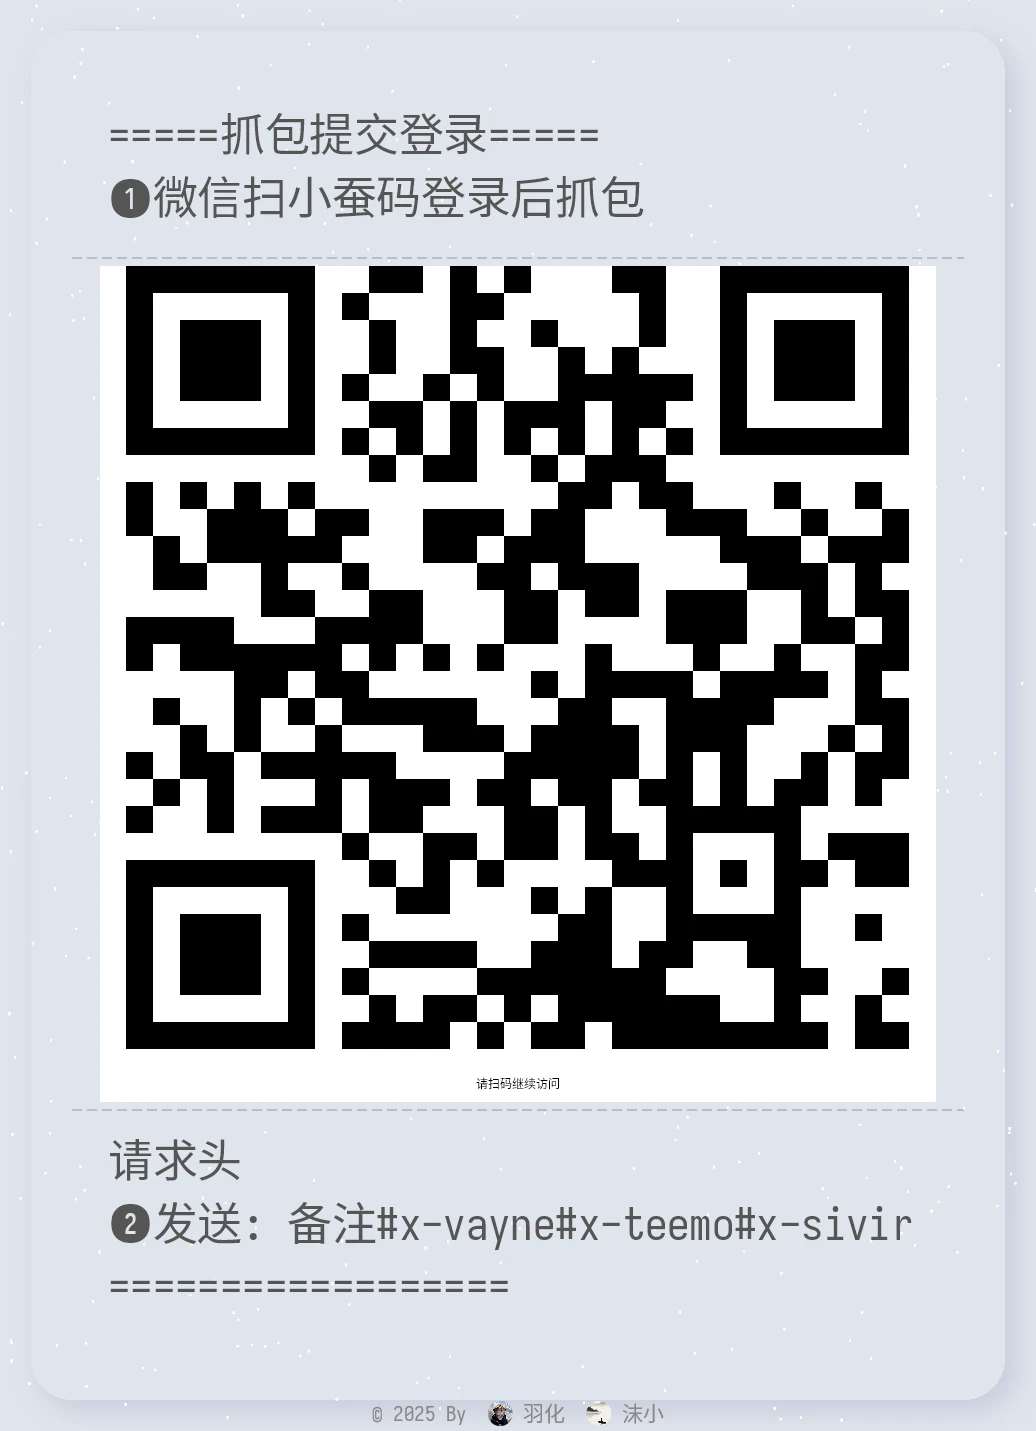 =====抓包提交登录=====
❶微信扫小蚕码登录后抓包
请扫码继续访问
请求头
❷发送: 备注#x-vayne#x-teemo#x-sivir
==================
© 2025 By 羽化 沫小